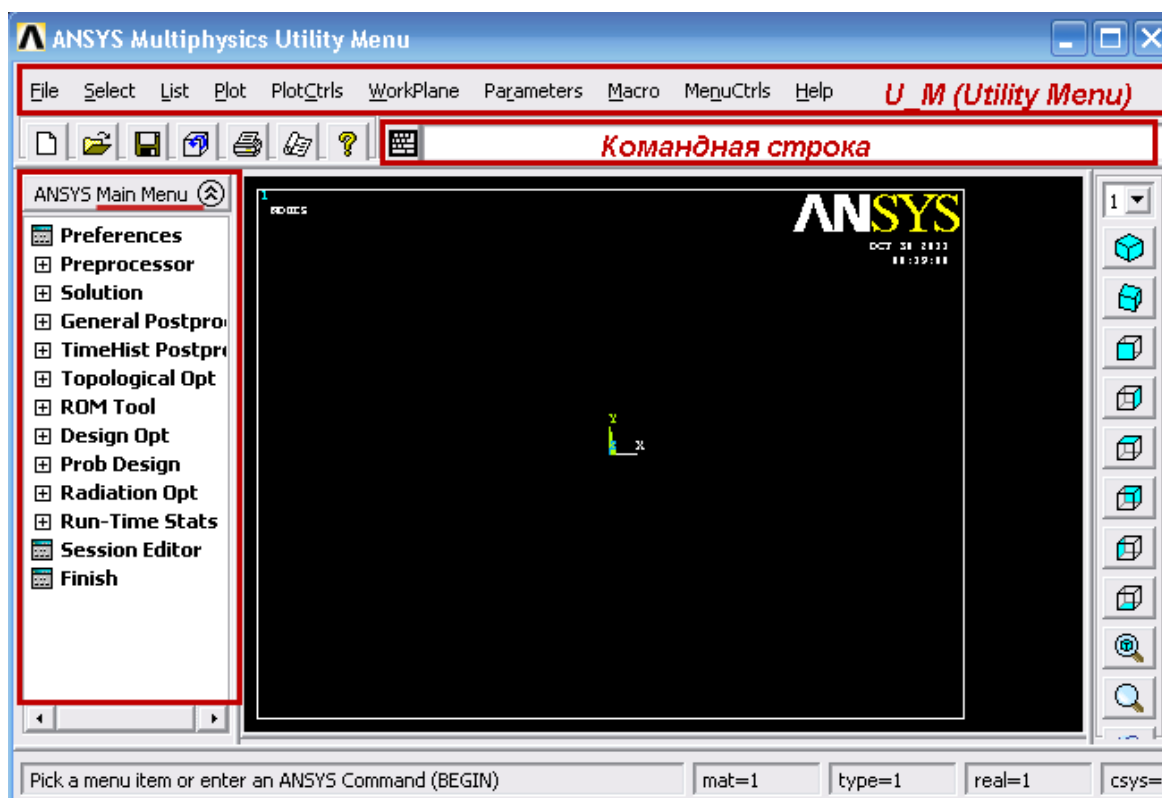 ANSYS Multiphysics Utility Menu
File Select List Plot PlotCtrls WorkPlane Parameters Macro MenuCtrls Help U_M (Utility Menu)
Командная строка
ANSYS Main Menu
1
1
ANSYS
Preferences
Preprocessor
Solution
General Postpro
TimeHist Postpr
Topological Opt
ROM Tool
Design Opt
Prob Design
Radiation Opt
Run-Time Stats
Session Editor
Finish
Y
X
Pick a menu item or enter an ANSYS Command (BEGIN) mat=1 type=1 real=1 csys=